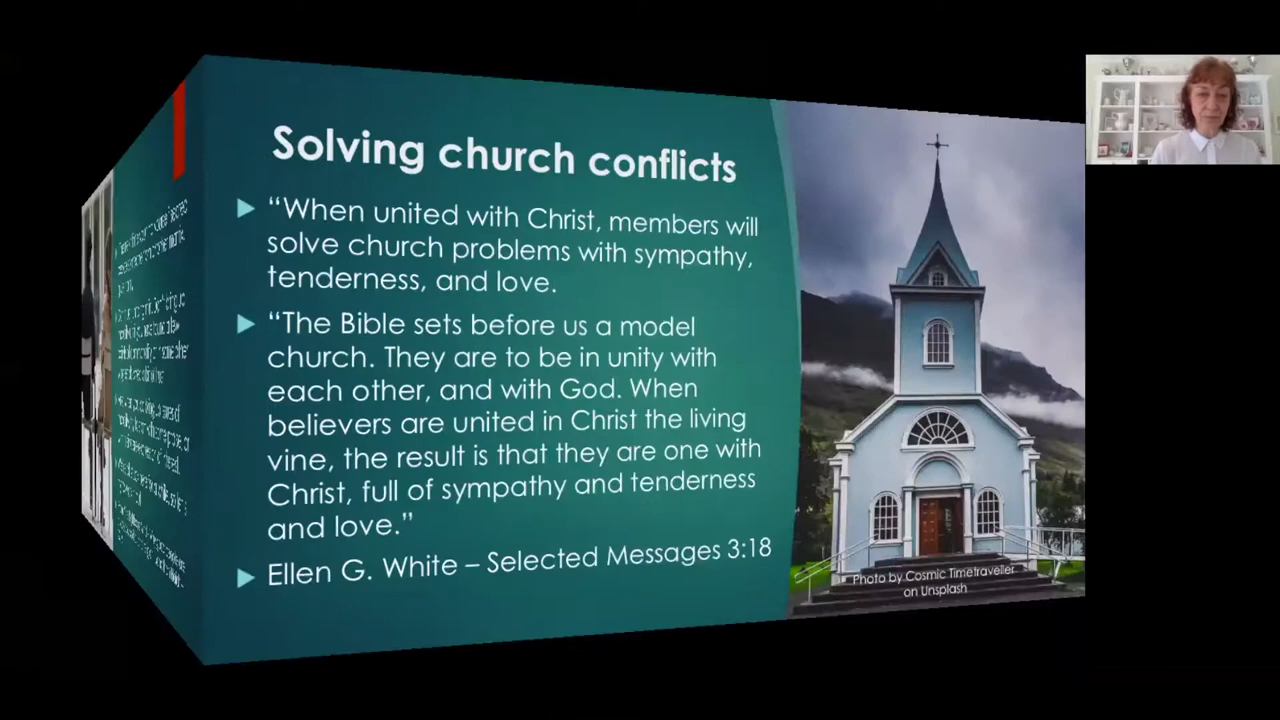 Solving church conflicts
“When united with Christ, members will
solve church problems with sympathy,
tenderness, and love.
“The Bible sets before us a model
church. They are to be in unity with
each other, and with God. When
believers are united in Christ the living
vine, the result is that they are one with
Christ, full of sympathy and tenderness
and love.”
Ellen G. White – Selected Messages 3:18
Photo by Cosmic Timetraveller
on Unsplash